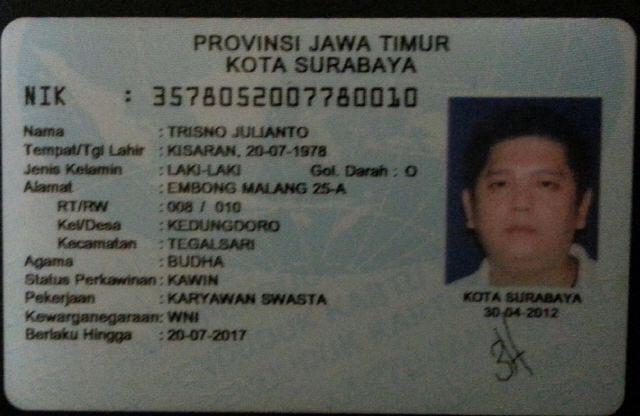 PROVINSI JAWA TIMUR
KOTA SURABAYA
NIK : 3578052007780010
Nama : TRISNO JULIANTO
Tempat/Tgl Lahir : KISARAN, 20-07-1978
Jenis Kelamin : LAKI-LAKI Gol. Darah : O
Alamat : EMBONG MALANG 25-A
RT/RW : 008 / 010
Kel/Desa : KEDUNGDORO
Kecamatan : TEGALSARI
Agama : BUDHA
Status Perkawinan : KAWIN
Pekerjaan : KARYAWAN SWASTA
Kewarganegaraan: WNI
Berlaku Hingga : 20-07-2017
KOTA SURABAYA
30-04-2012